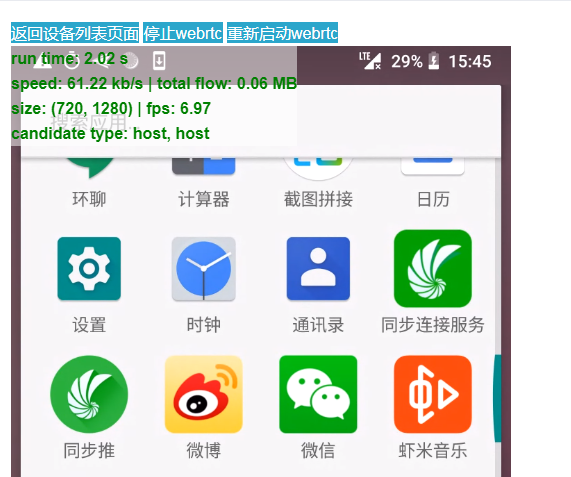 返回设备列表页面 停止webrtc 重新启动webrtc
run time: 2.02 s
LTE 29% 15:45
speed: 61.22 kb/s | total flow: 0.06 MB
size: (720, 1280) | fps: 6.97
搜索应用
candidate type: host, host
环聊 计算器 截图拼接 日历
设置 时钟 通讯录 同步连接服务
同步推 微博 微信 虾米音乐